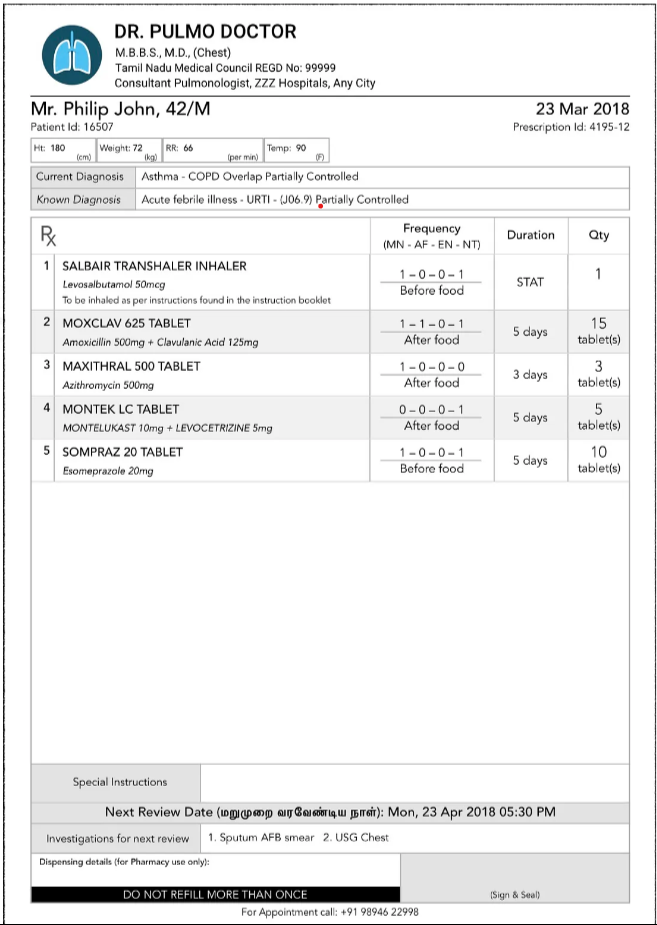 DR. PULMO DOCTOR
M.B.B.S., M.D., (Chest)
Tamil Nadu Medical Council REGD No: 99999
Consultant Pulmonologist, ZZZ Hospitals, Any City
Mr. Philip John, 42/M
23 Mar 2018
Patient Id: 16507
Prescription Id: 4195-12
Ht: 180 (cm) Weight: 72 (kg) RR: 66 (per min) Temp: 90 (F)
Current Diagnosis Asthma - COPD Overlap Partially Controlled
Known Diagnosis Acute febrile illness - URTI - (J06.9) Partially Controlled
Rx Frequency (MN - AF - EN - NT) Duration Qty
1 SALBAIR TRANSHALER INHALER
Levosalbutamol 50mcg
To be inhaled as per instructions found in the instruction booklet
1 - 0 - 0 - 1
Before food
STAT
1
2 MOXCLAV 625 TABLET
Amoxicillin 500mg + Clavulanic Acid 125mg
1 - 1 - 0 - 1
After food
5 days
15
tablet(s)
3 MAXITHRAL 500 TABLET
Azithromycin 500mg
1 - 0 - 0 - 0
After food
3 days
3
tablet(s)
4 MONTEK LC TABLET
MONTELUKAST 10mg + LEVOCETRIZINE 5mg
0 - 0 - 0 - 1
After food
5 days
5
tablet(s)
5 SOMPRAZ 20 TABLET
Esomeprazole 20mg
1 - 0 - 0 - 1
Before food
5 days
10
tablet(s)
Special Instructions
Next Review Date (மறுமுறை வரவேண்டிய நாள்): Mon, 23 Apr 2018 05:30 PM
Investigations for next review 1. Sputum AFB smear 2. USG Chest
Dispensing details (for Pharmacy use only):
DO NOT REFILL MORE THAN ONCE
(Sign & Seal)
For Appointment call: +91 98946 22998